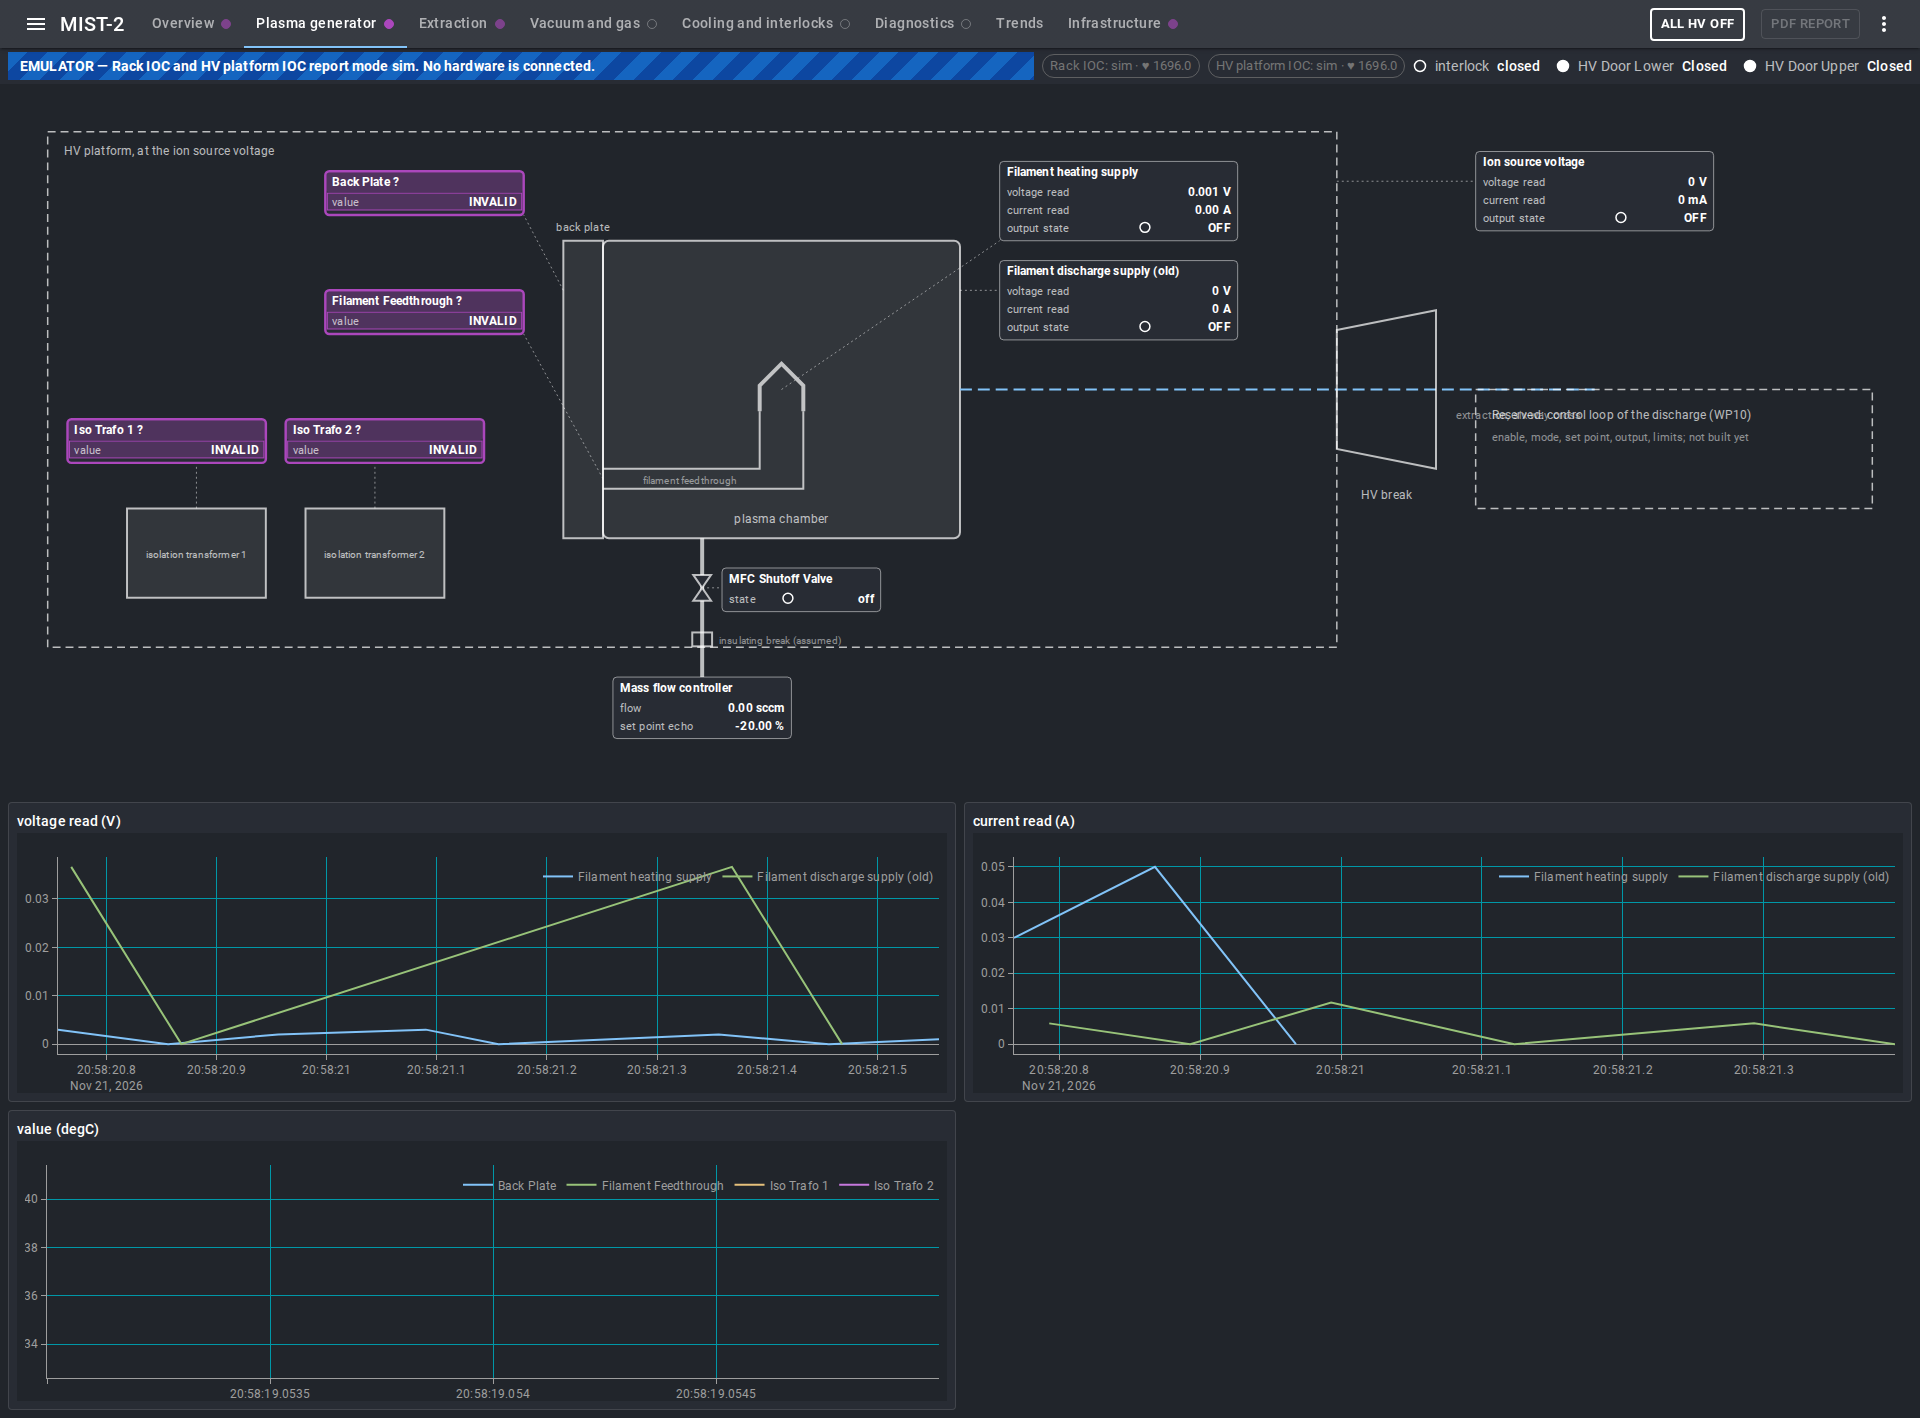 MIST-2
Overview
Plasma generator
Extraction
Vacuum and gas
Cooling and interlocks
Diagnostics
Trends
Infrastructure
ALL HV OFF
PDF REPORT
EMULATOR — Rack IOC and HV platform IOC report mode sim. No hardware is connected.
Rack IOC: sim · ♥ 1696.0
HV platform IOC: sim · ♥ 1696.0
interlock closed
HV Door Lower Closed
HV Door Upper Closed
HV platform, at the ion source voltage
Back Plate ?
value INVALID
back plate
Filament Feedthrough ?
value INVALID
Iso Trafo 1 ?
value INVALID
Iso Trafo 2 ?
value INVALID
isolation transformer 1
isolation transformer 2
filament feedthrough
plasma chamber
Filament heating supply
voltage read 0.001 V
current read 0.00 A
output state OFF
Filament discharge supply (old)
voltage read 0 V
current read 0 A
output state OFF
Ion source voltage
voltage read 0 V
current read 0 mA
output state OFF
HV break
Reserved: control loop of the discharge (WP10)
enable, mode, set point, output, limits; not built yet
MFC Shutoff Valve
state off
insulating break (assumed)
Mass flow controller
flow 0.00 sccm
set point echo -20.00 %
voltage read (V)
Filament heating supply
Filament discharge supply (old)
0.03
0.02
0.01
0
20:58:20.8
20:58:20.9
20:58:21
20:58:21.1
20:58:21.2
20:58:21.3
20:58:21.4
20:58:21.5
Nov 21, 2026
current read (A)
Filament heating supply
Filament discharge supply (old)
0.05
0.04
0.03
0.02
0.01
0
20:58:20.8
20:58:20.9
20:58:21
20:58:21.1
20:58:21.2
20:58:21.3
Nov 21, 2026
value (degC)
Back Plate
Filament Feedthrough
Iso Trafo 1
Iso Trafo 2
40
38
36
34
20:58:19.0535
20:58:19.054
20:58:19.0545